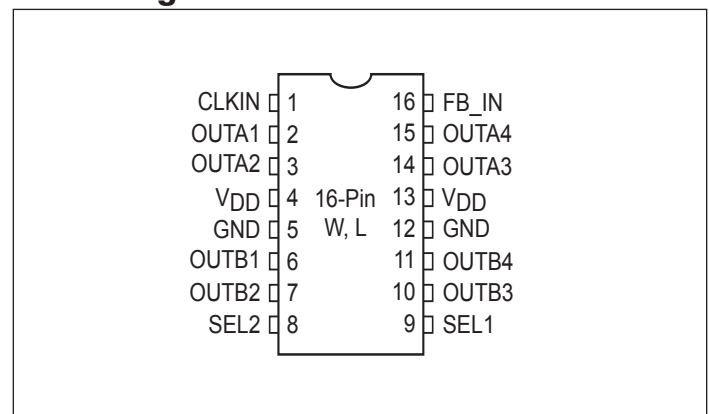 CLKIN 1 16 FB_IN
OUTA1 2 15 OUTA4
OUTA2 3 14 OUTA3
VDD 4 16-Pin 13 VDD
GND 5 W, L 12 GND
OUTB1 6 11 OUTB4
OUTB2 7 10 OUTB3
SEL2 8 9 SEL1